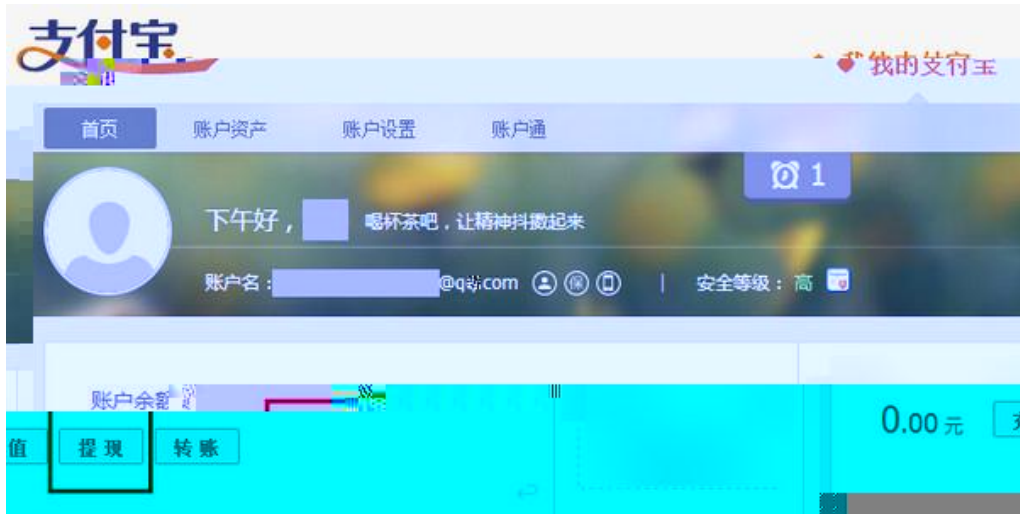 支付宝
我的支付宝
首页 账户资产 账户设置 账户通
1
下午好， 喝杯茶吧，让精神抖擞起来
账户名： com 安全等级：高
账户余额
0.00 元
值 提现 转账